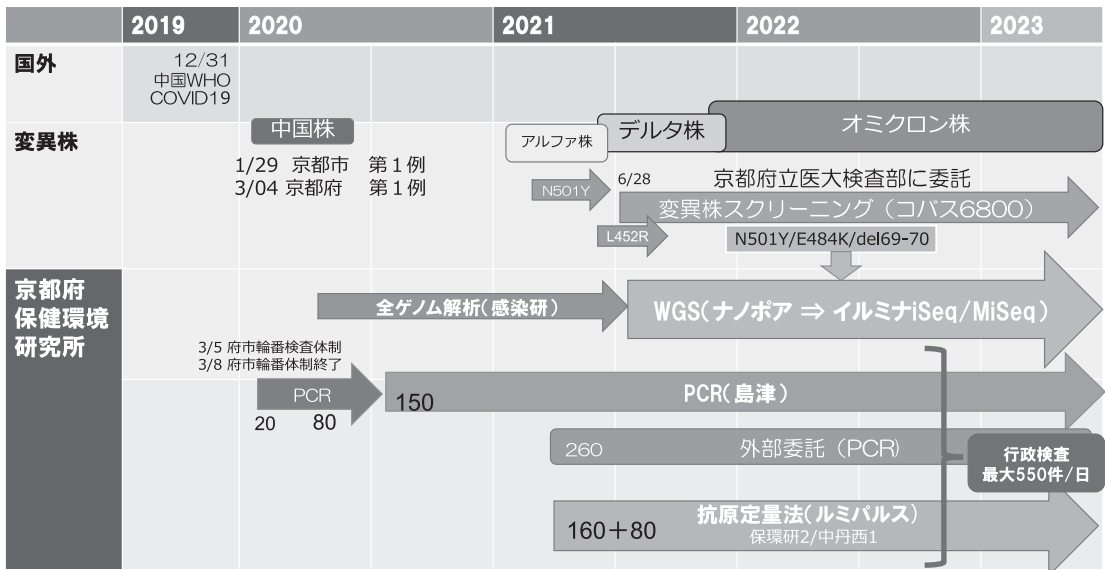 2019 2020 2021 2022 2023
国外
12/31
中国WHO
COVID19
変異株
中国株
アルファ株
デルタ株
オミクロン株
1/29 京都市 第1例
3/04 京都府 第1例
N501Y
6/28
京都府立医大検査部に委託
変異株スクリーニング（コバス6800）
L452R
N501Y/E484K/del69-70
京都府
保健環境
研究所
全ゲノム解析(感染研)
WGS(ナノポア ⇒ イルミナiSeq/MiSeq)
3/5 府市輪番検査体制
3/8 府市輪番体制終了
PCR
20 80
150
PCR(島津)
260
外部委託（PCR)
行政検査
最大550件/日
160＋80
抗原定量法(ルミパルス)
保環研2/中丹西1